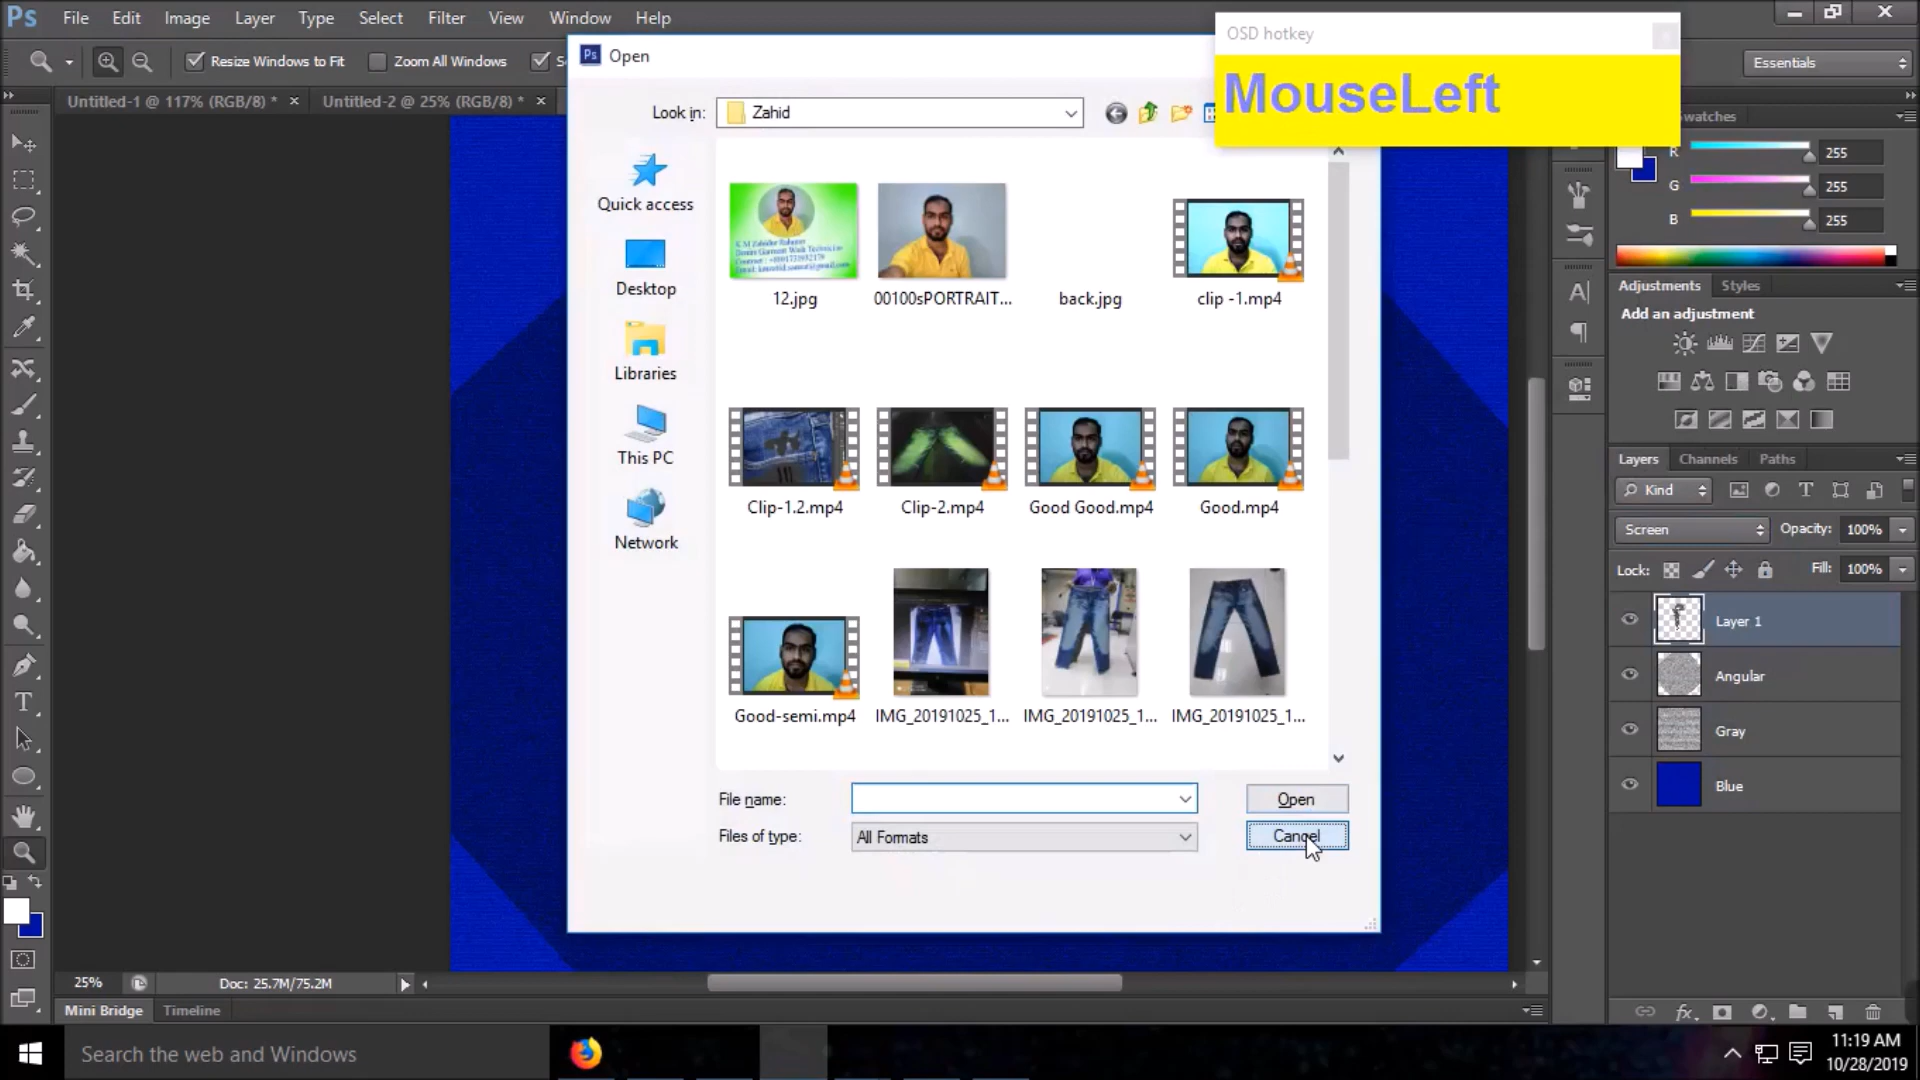 Ps File Edit Image Layer Type Select Filter View Window Help
OSD hotkey
MouseLeft
Resize Windows to Fit Zoom All Windows
Essentials
Untitled-1 @ 117% (RGB/8) * Untitled-2 @ 25% (RGB/8) *
Ps Open
Look in: Zahid
Quick access
Desktop
Libraries
This PC
Network
12.jpg 00100sPORTRAIT... back.jpg clip -1.mp4
Clip-1.2.mp4 Clip-2.mp4 Good Good.mp4 Good.mp4
Good-semi.mp4 IMG_20191025_1... IMG_20191025_1... IMG_20191025_1...
File name: Open
Files of type: All Formats Cancel
Swatches
R 255
G 255
B 255
Adjustments Styles
Add an adjustment
Layers Channels Paths
Kind
Screen Opacity: 100%
Lock: Fill: 100%
Layer 1
Angular
Gray
Blue
25% Doc: 25.7M/75.2M
Mini Bridge Timeline
Search the web and Windows
11:19 AM
10/28/2019